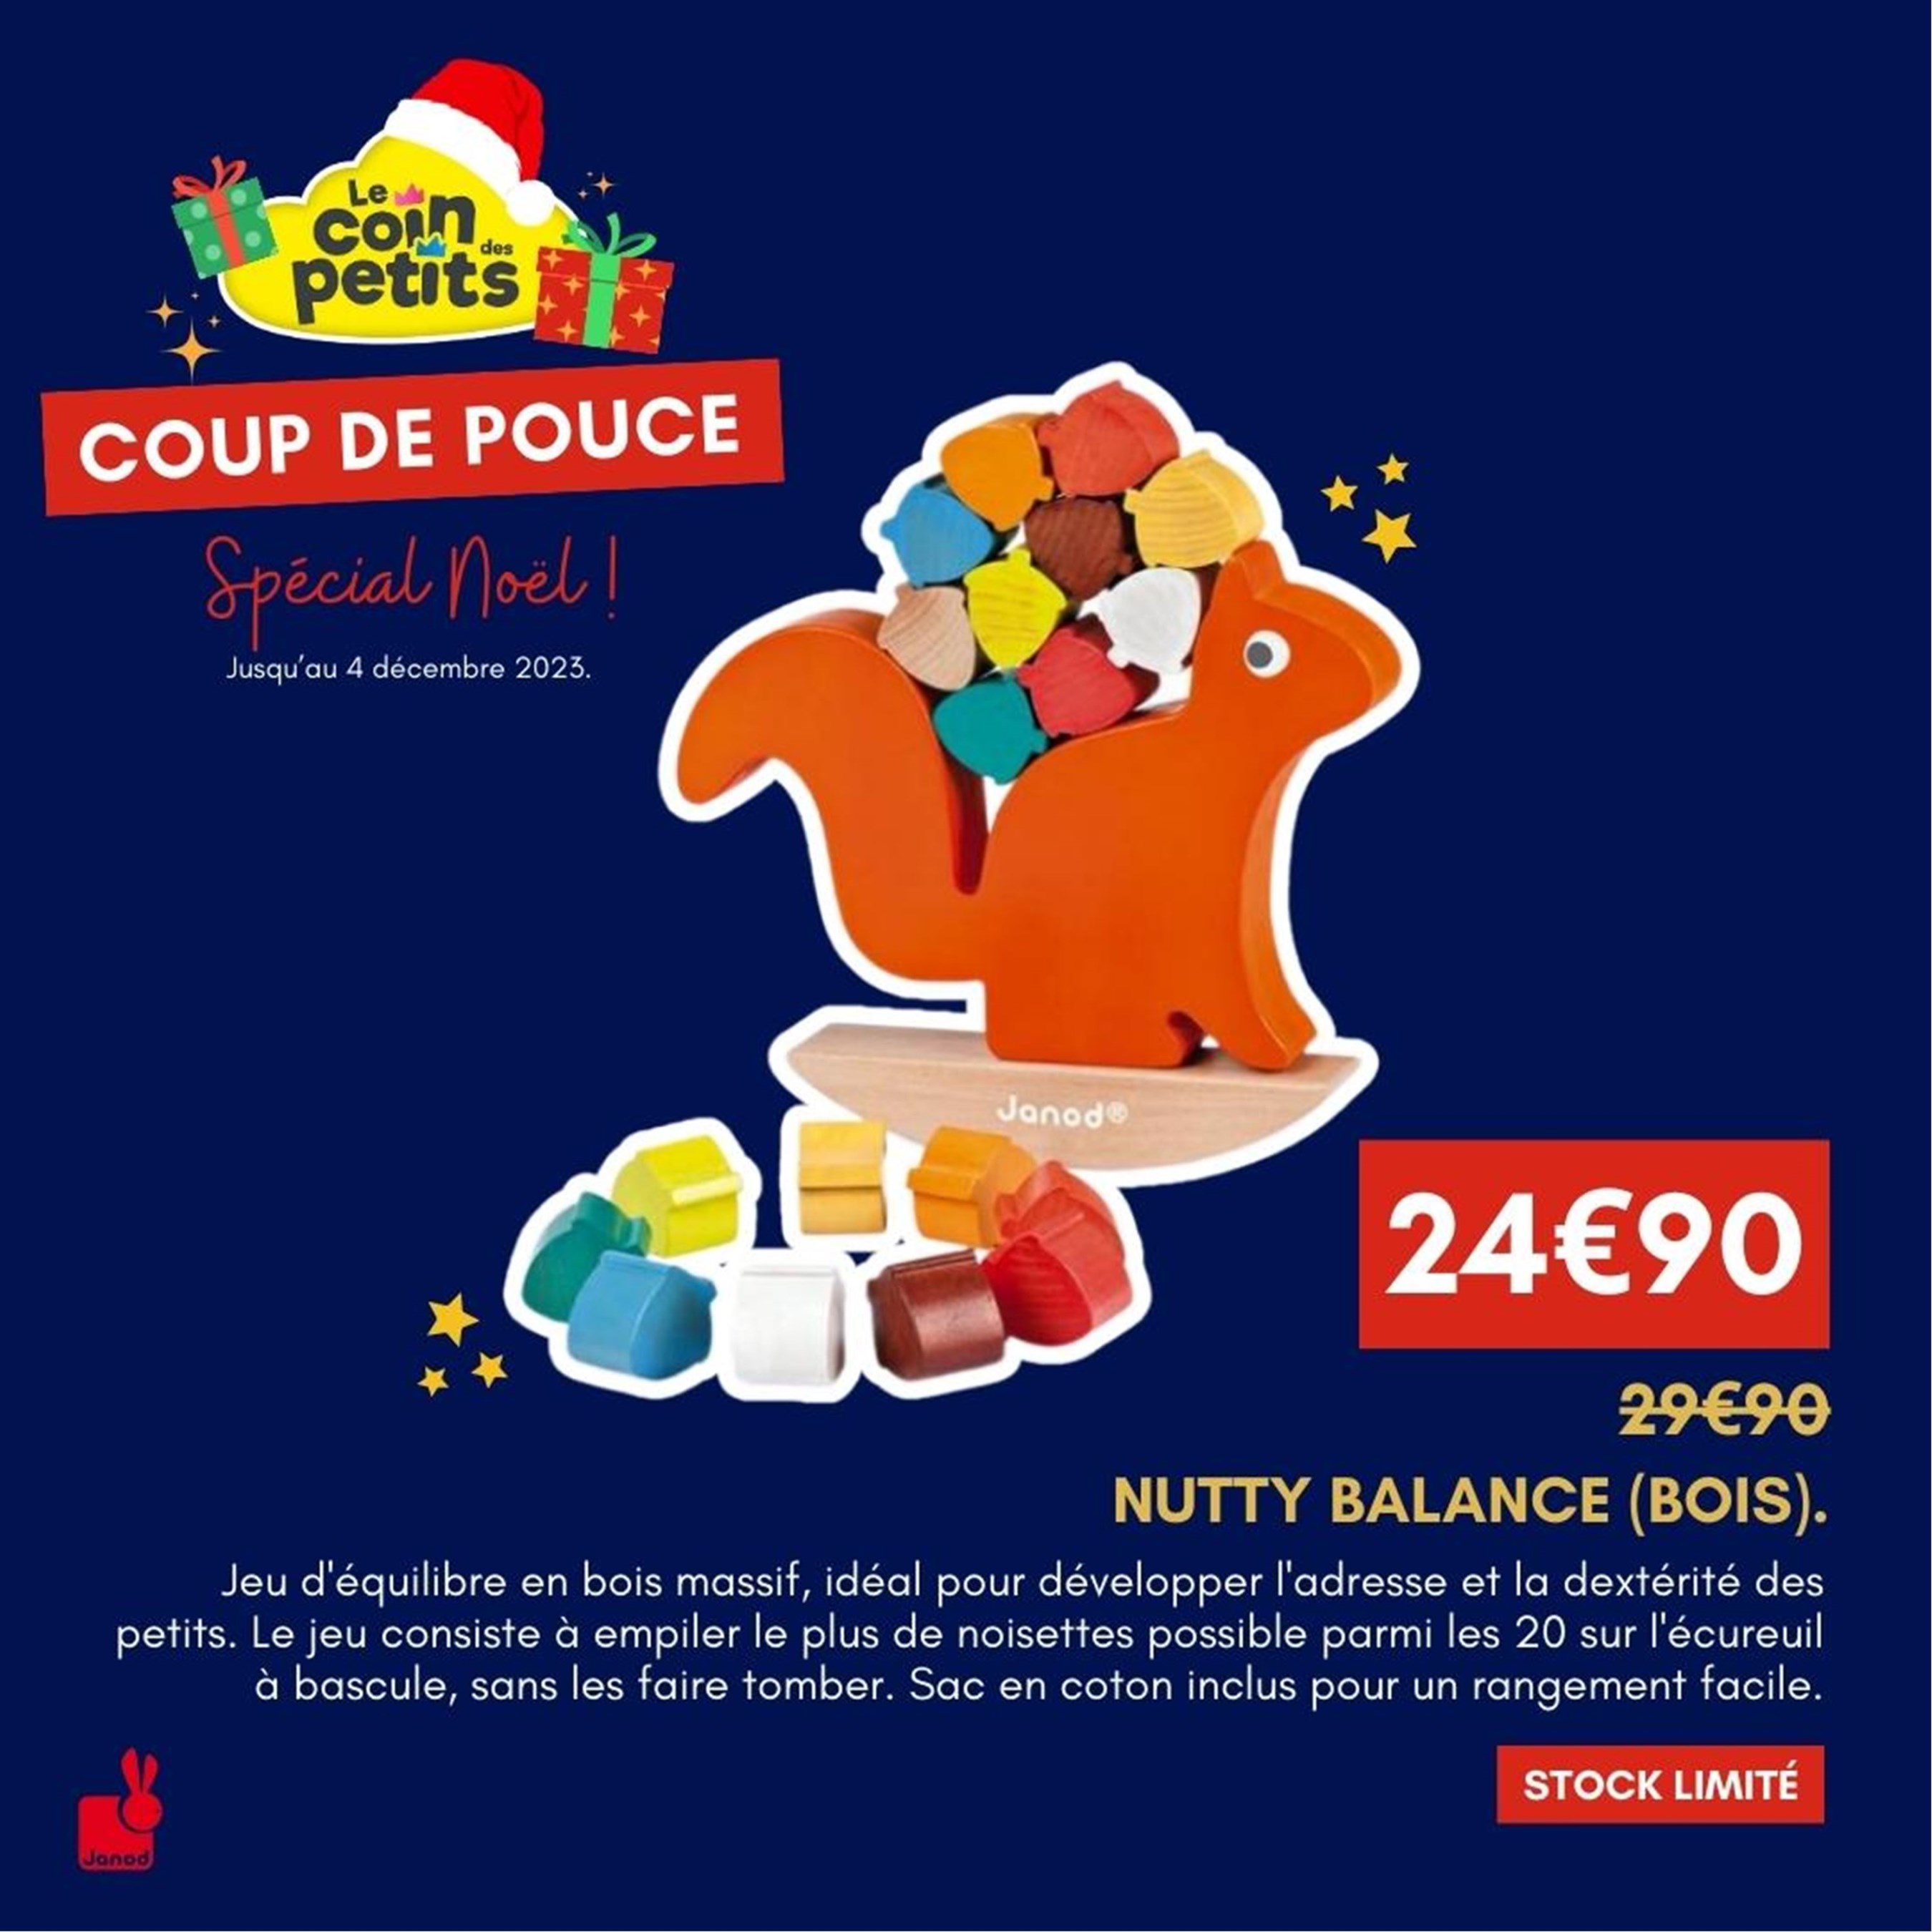 Le
coin
des
petits
COUP DE POUCE
Spécial Noël !
Jusqu'au 4 décembre 2023.
Janod®
24€90
29€90
NUTTY BALANCE (BOIS).
Jeu d'équilibre en bois massif, idéal pour développer l'adresse et la dextérité des
petits. Le jeu consiste à empiler le plus de noisettes possible parmi les 20 sur l'écureuil
à bascule, sans les faire tomber. Sac en coton inclus pour un rangement facile.
STOCK LIMITÉ
Janod